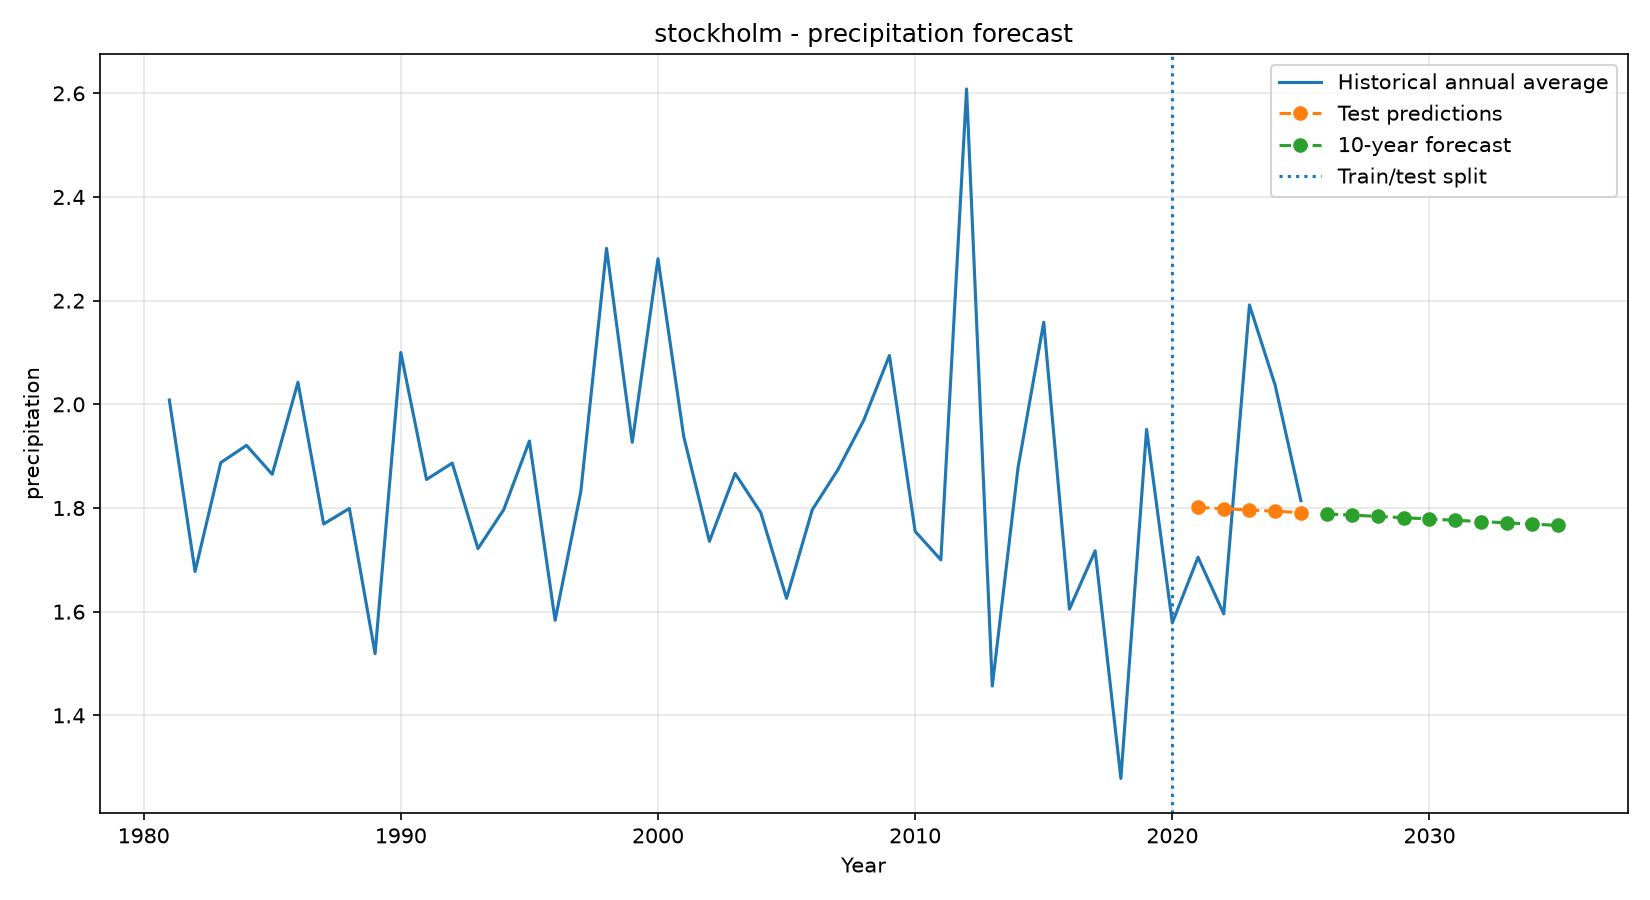 stockholm - precipitation forecast
Historical annual average
Test predictions
10-year forecast
Train/test split
precipitation
2.6
2.4
2.2
2.0
1.8
1.6
1.4
1980 1990 2000 2010 2020 2030
Year